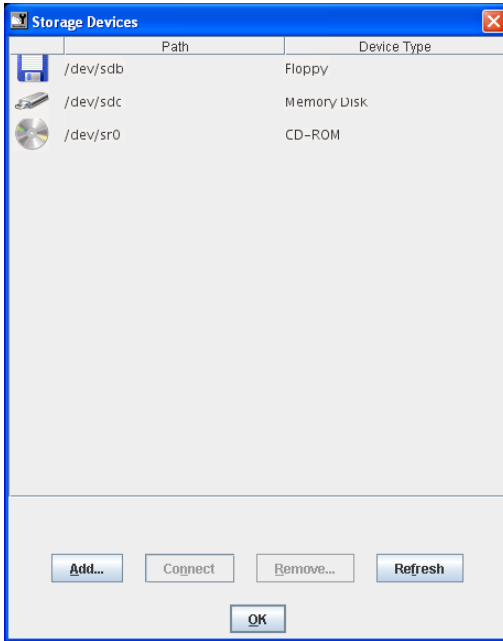 Storage Devices
Path Device Type
/dev/sdb Floppy
/dev/sdc Memory Disk
/dev/sr0 CD-ROM
Add... Connect Remove... Refresh
OK